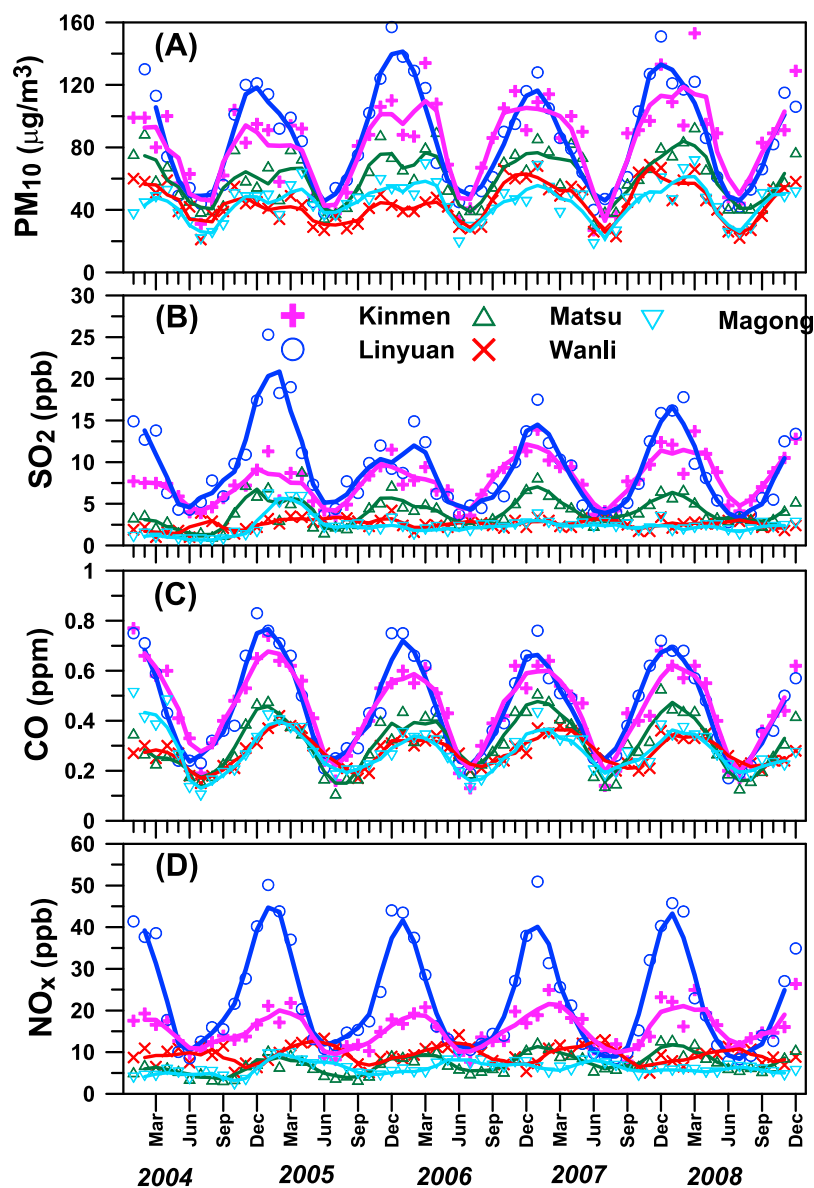 (A)
PM10 (μg/m3)
160
120
80
40
0
(B)
SO2 (ppb)
30
25
20
15
10
5
0
Kinmen Matsu Magong
Linyuan Wanli
(C)
CO (ppm)
1
0.8
0.6
0.4
0.2
0
(D)
NOx (ppb)
60
50
40
30
20
10
0
Mar Jun Sep Dec Mar Jun Sep Dec Mar Jun Sep Dec Mar Jun Sep Dec Mar Jun Sep Dec
2004 2005 2006 2007 2008